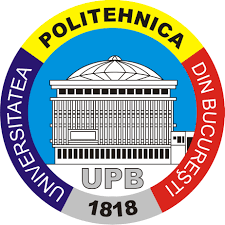 UNIVERSITATEA
POLITEHNICA
DIN BUCUREȘTI
UPB
1818